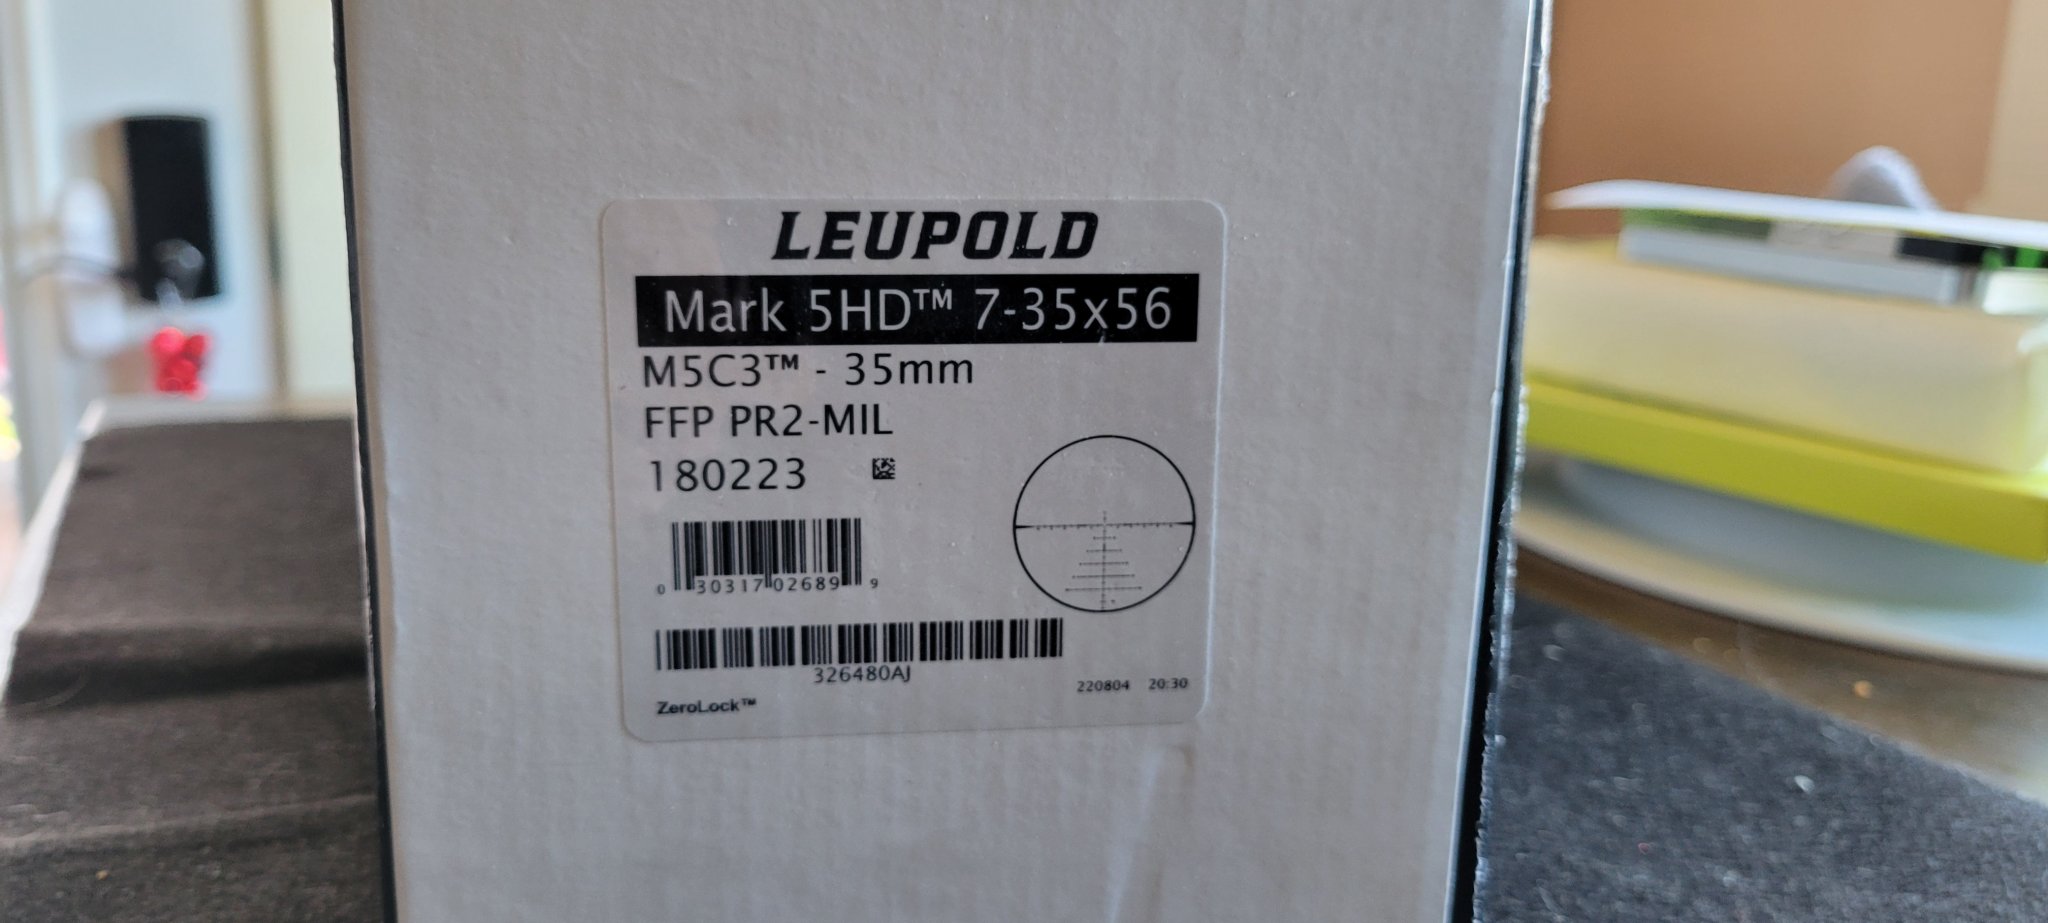 LEUPOLD
Mark 5HD™ 7-35x56
M5C3™ - 35mm
FFP PR2-MIL
180223
0 30317 02689 9
326480AJ
220804 20:30
ZeroLock™